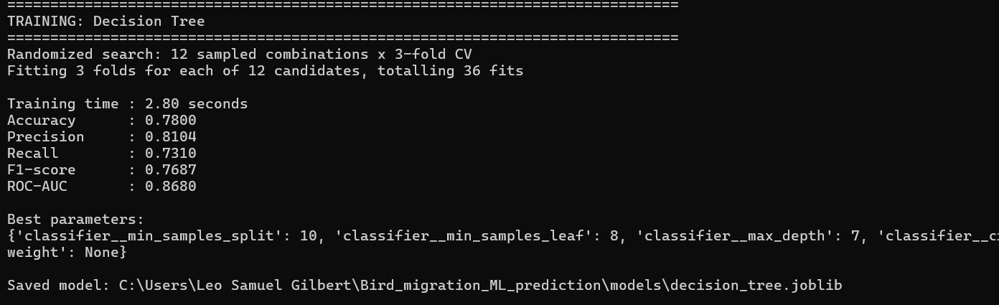 ==============================================================================
TRAINING: Decision Tree
==============================================================================
Randomized search: 12 sampled combinations x 3-fold CV
Fitting 3 folds for each of 12 candidates, totalling 36 fits
Training time : 2.80 seconds
Accuracy      : 0.7800
Precision     : 0.8104
Recall        : 0.7310
F1-score      : 0.7687
ROC-AUC       : 0.8680
Best parameters:
{'classifier__min_samples_split': 10, 'classifier__min_samples_leaf': 8, 'classifier__max_depth': 7, 'classifier__c
weight': None}
Saved model: C:\Users\Leo Samuel Gilbert\Bird_migration_ML_prediction\models\decision_tree.joblib